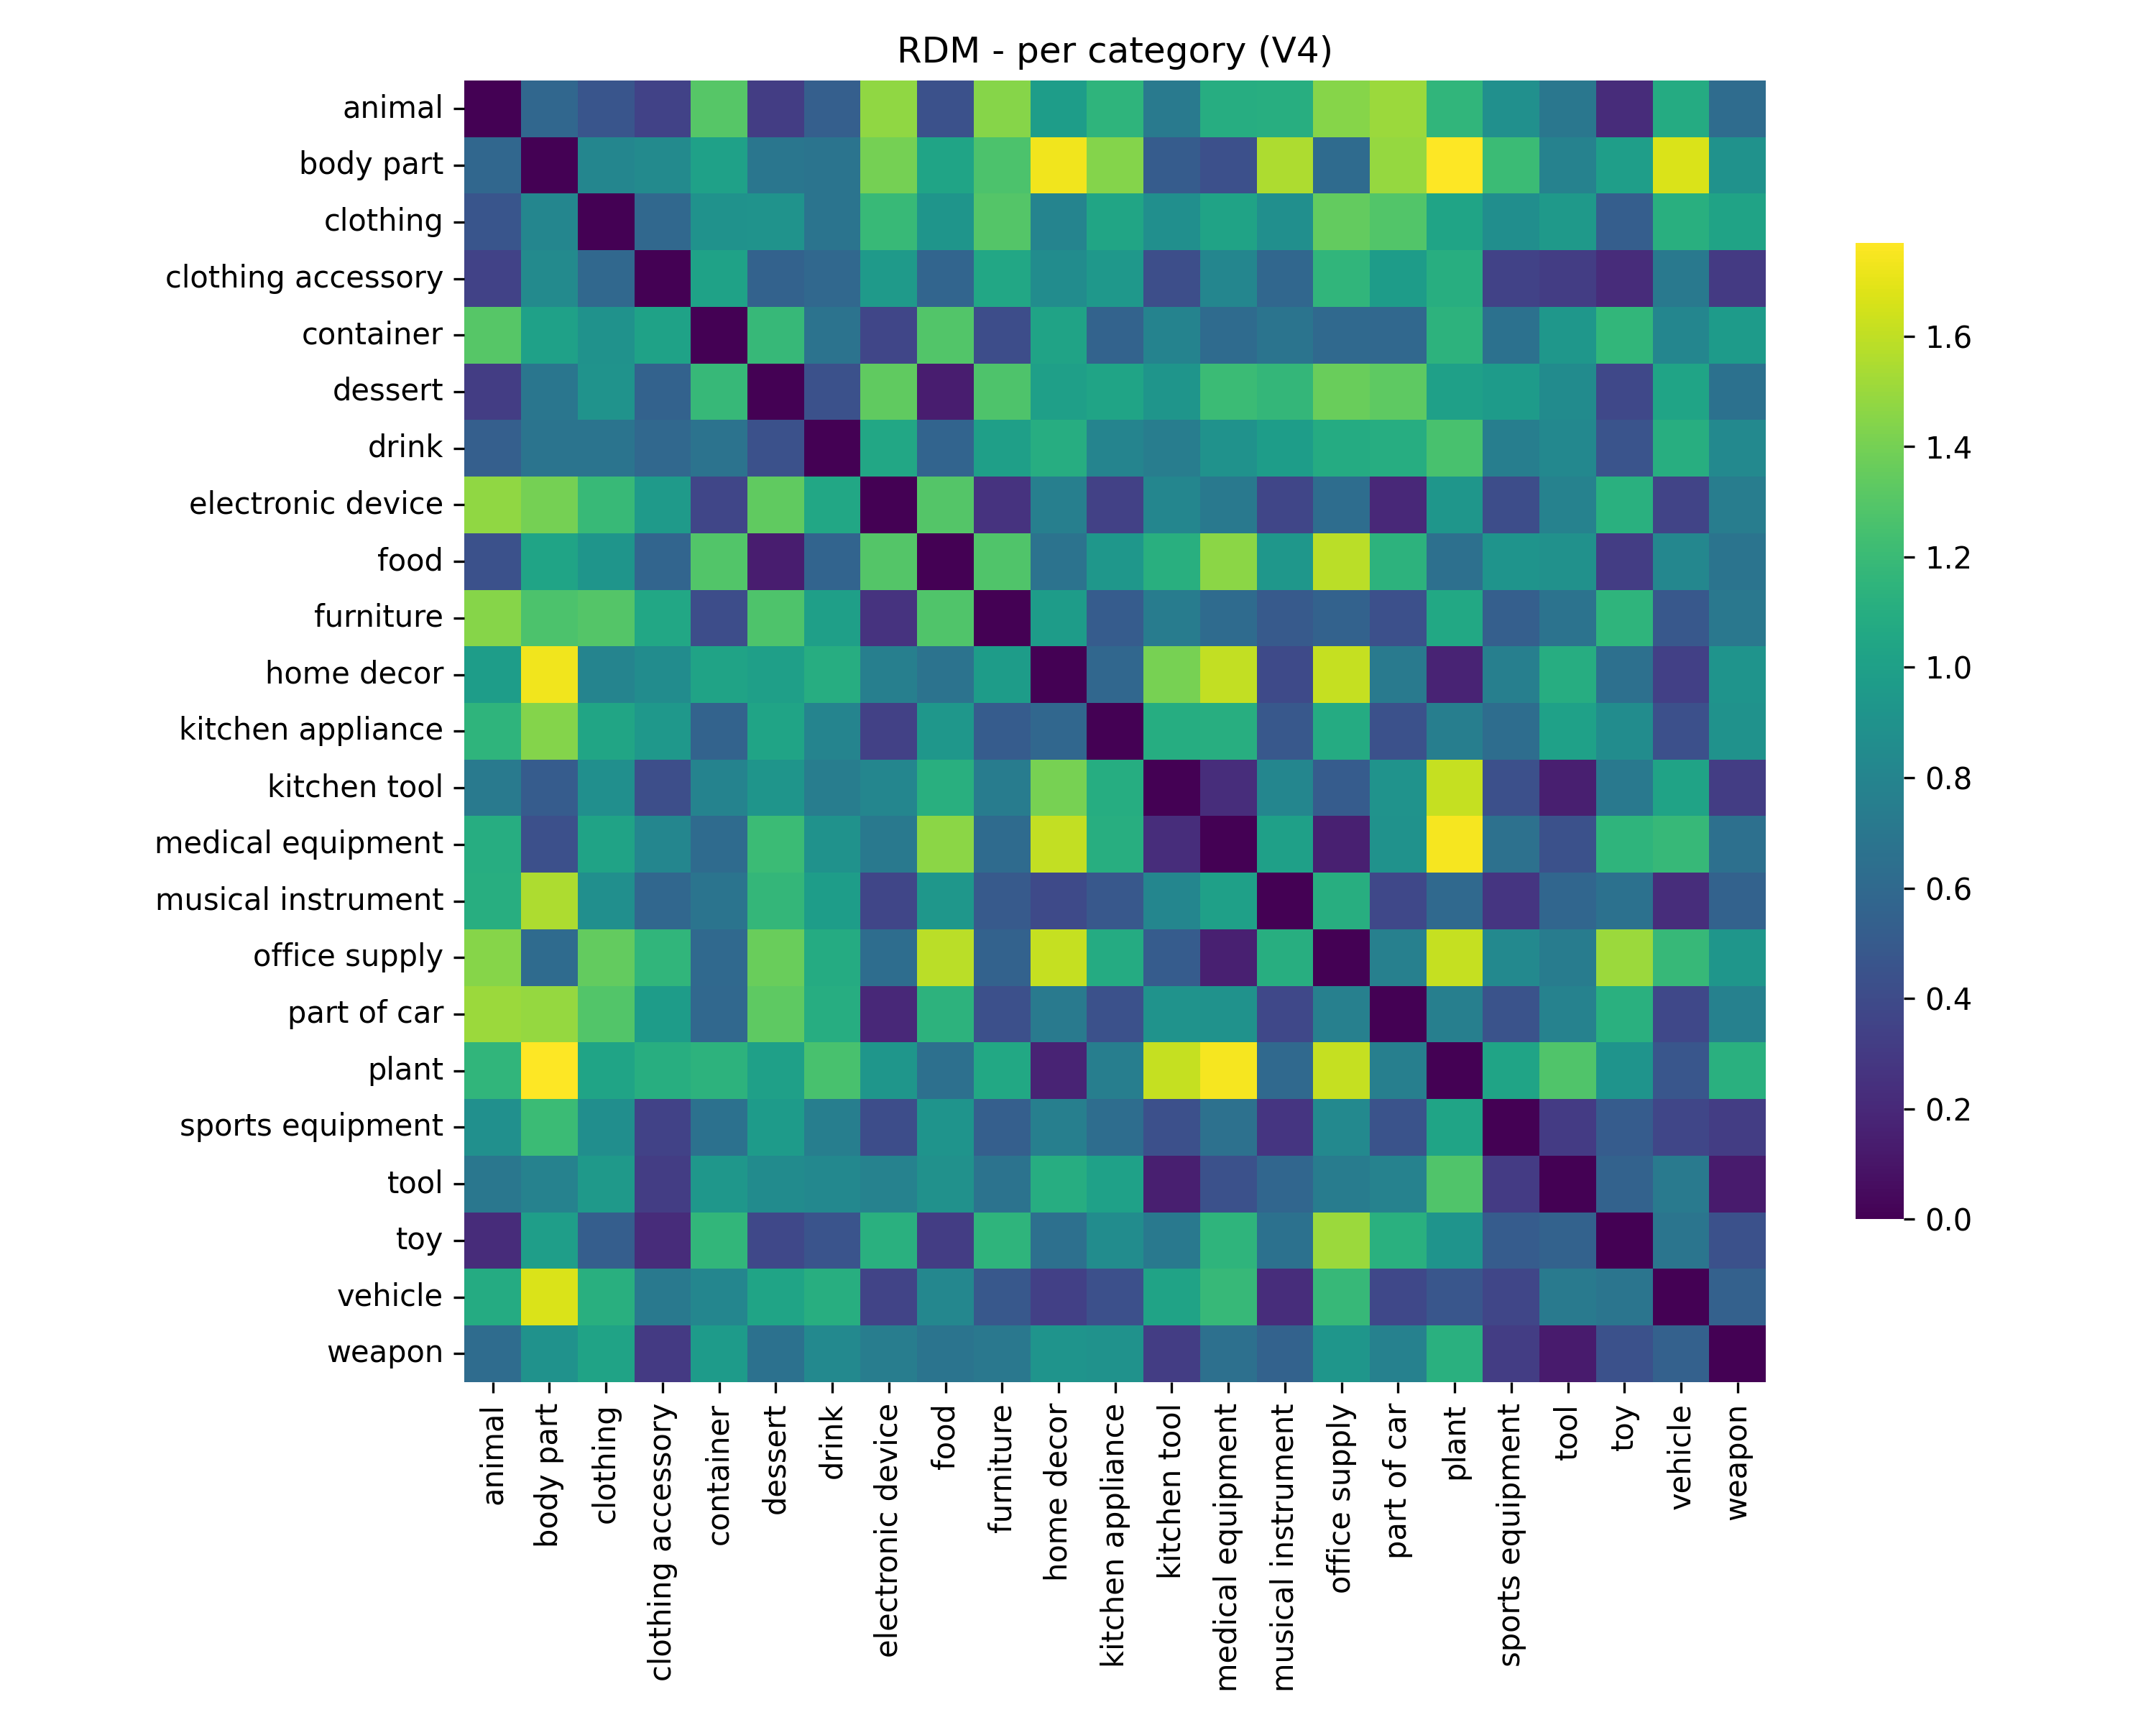 RDM - per category (V4)
animal
body part
clothing
clothing accessory
container
dessert
drink
electronic device
food
furniture
home decor
kitchen appliance
kitchen tool
medical equipment
musical instrument
office supply
part of car
plant
sports equipment
tool
toy
vehicle
weapon
1.6
1.4
1.2
1.0
0.8
0.6
0.4
0.2
0.0
animal
body part
clothing
clothing accessory
container
dessert
drink
electronic device
food
furniture
home decor
kitchen appliance
kitchen tool
medical equipment
musical instrument
office supply
part of car
plant
sports equipment
tool
toy
vehicle
weapon